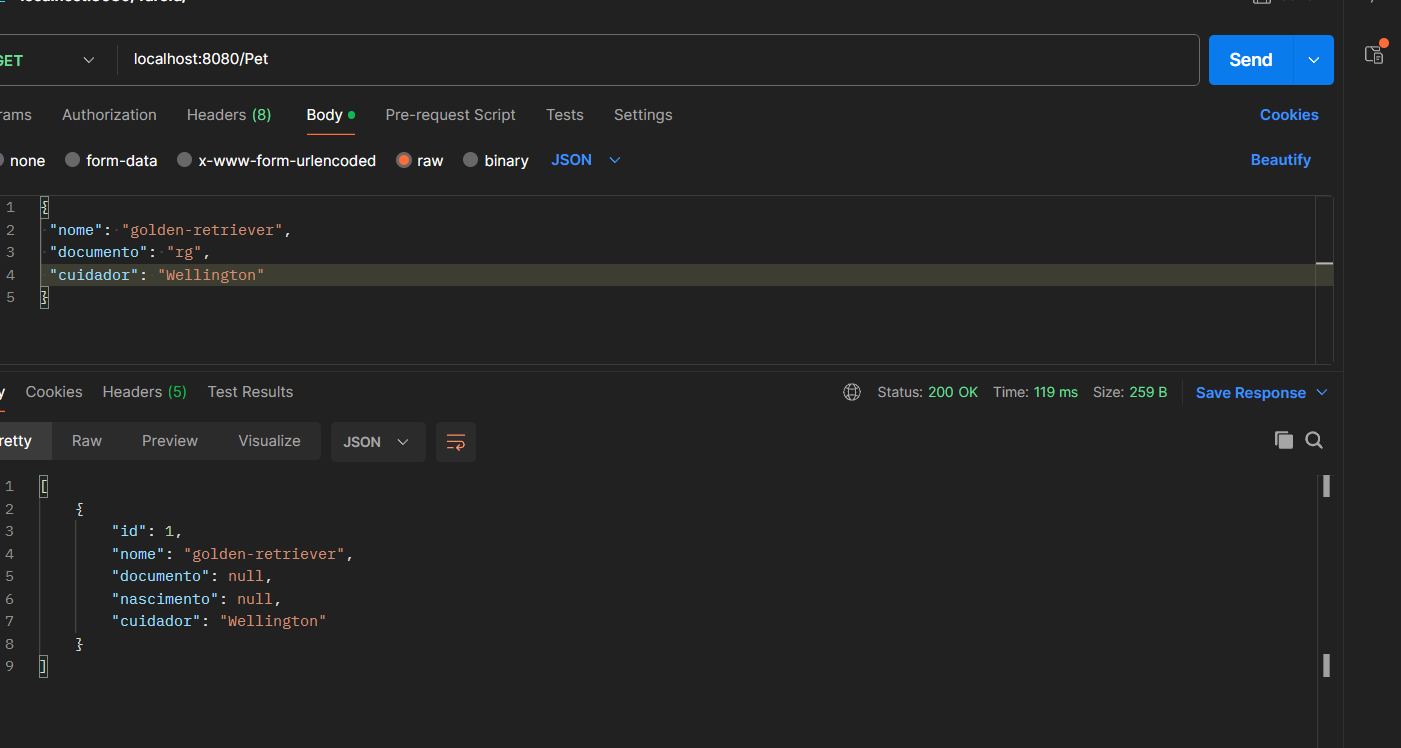 GET localhost:8080/Pet Send
Authorization Headers (8) Body Pre-request Script Tests Settings Cookies
none form-data x-www-form-urlencoded raw binary JSON Beautify
1 {
2 "nome": "golden-retriever",
3 "documento": "rg",
4 "cuidador": "Wellington"
5 }
Cookies Headers (5) Test Results Status: 200 OK Time: 119 ms Size: 259 B Save Response
retty Raw Preview Visualize JSON
1 [
2 {
3 "id": 1,
4 "nome": "golden-retriever",
5 "documento": null,
6 "nascimento": null,
7 "cuidador": "Wellington"
8 }
9 ]